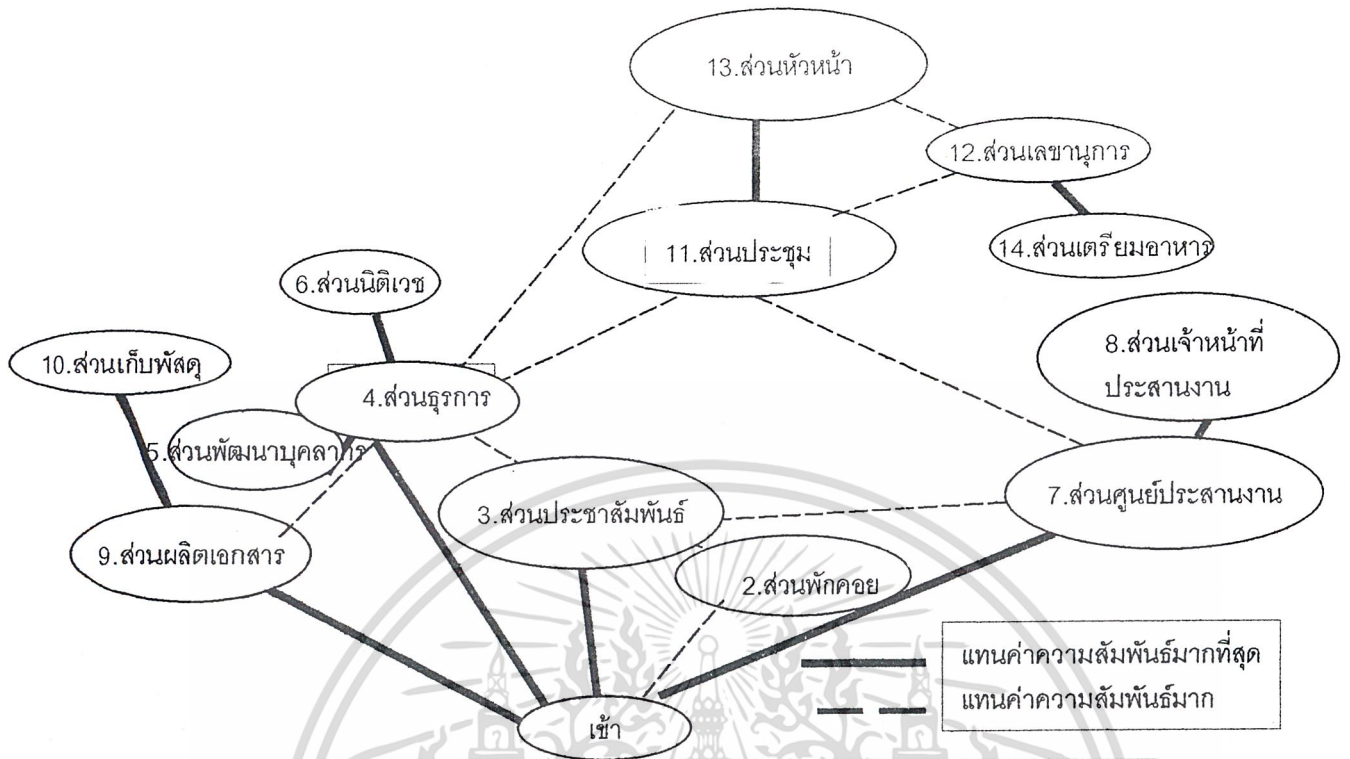 13.ส่วนหัวหน้า
12.ส่วนเลขานุการ
11.ส่วนประชุม
14.ส่วนเตรียมอาหาร
6.ส่วนนิติเวช
10.ส่วนเก็บพัสดุ
4.ส่วนธุรการ
8.ส่วนเจ้าหน้าที่
ประสานงาน
5.ส่วนพัฒนาบุคลากร
3.ส่วนประชาสัมพันธ์
7.ส่วนศูนย์ประสานงาน
9.ส่วนผลิตเอกสาร
2.ส่วนพักคอย
เข้า
แทนค่าความสัมพันธ์มากที่สุด
แทนค่าความสัมพันธ์มาก